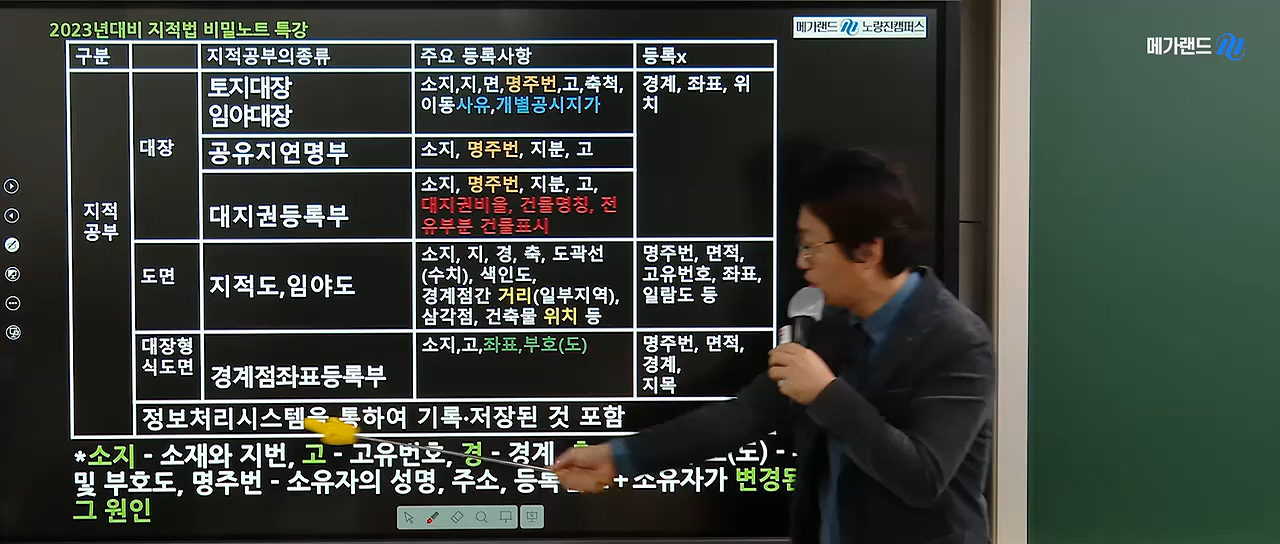 2023년대비 지적법 비밀노트 특강
메가랜드 노량진캠퍼스
메가랜드
구분 지적공부의종류 주요 등록사항 등록x
지적
공부
대장
토지대장
임야대장
소지,지,면,명주번,고,축척,
이동사유,개별공시지가
경계, 좌표, 위
치
공유지연명부
소지, 명주번, 지분, 고
대지권등록부
소지, 명주번, 지분, 고,
대지권비율, 건물명칭, 전
유부분 건물표시
도면
지적도,임야도
소지, 지, 경, 축, 도곽선
(수치), 색인도,
경계점간 거리(일부지역),
삼각점, 건축물 위치 등
명주번, 면적,
고유번호, 좌표,
일람도 등
대장형
식도면
경계점좌표등록부
소지,고,좌표,부호(도)
명주번, 면적,
경계,
지목
정보처리시스템을 통하여 기록·저장된 것 포함
*소지 - 소재와 지번, 고 - 고유번호, 경 - 경계, (도) -
및 부호도, 명주번 - 소유자의 성명, 주소, + 소유자가 변경된
그 원인